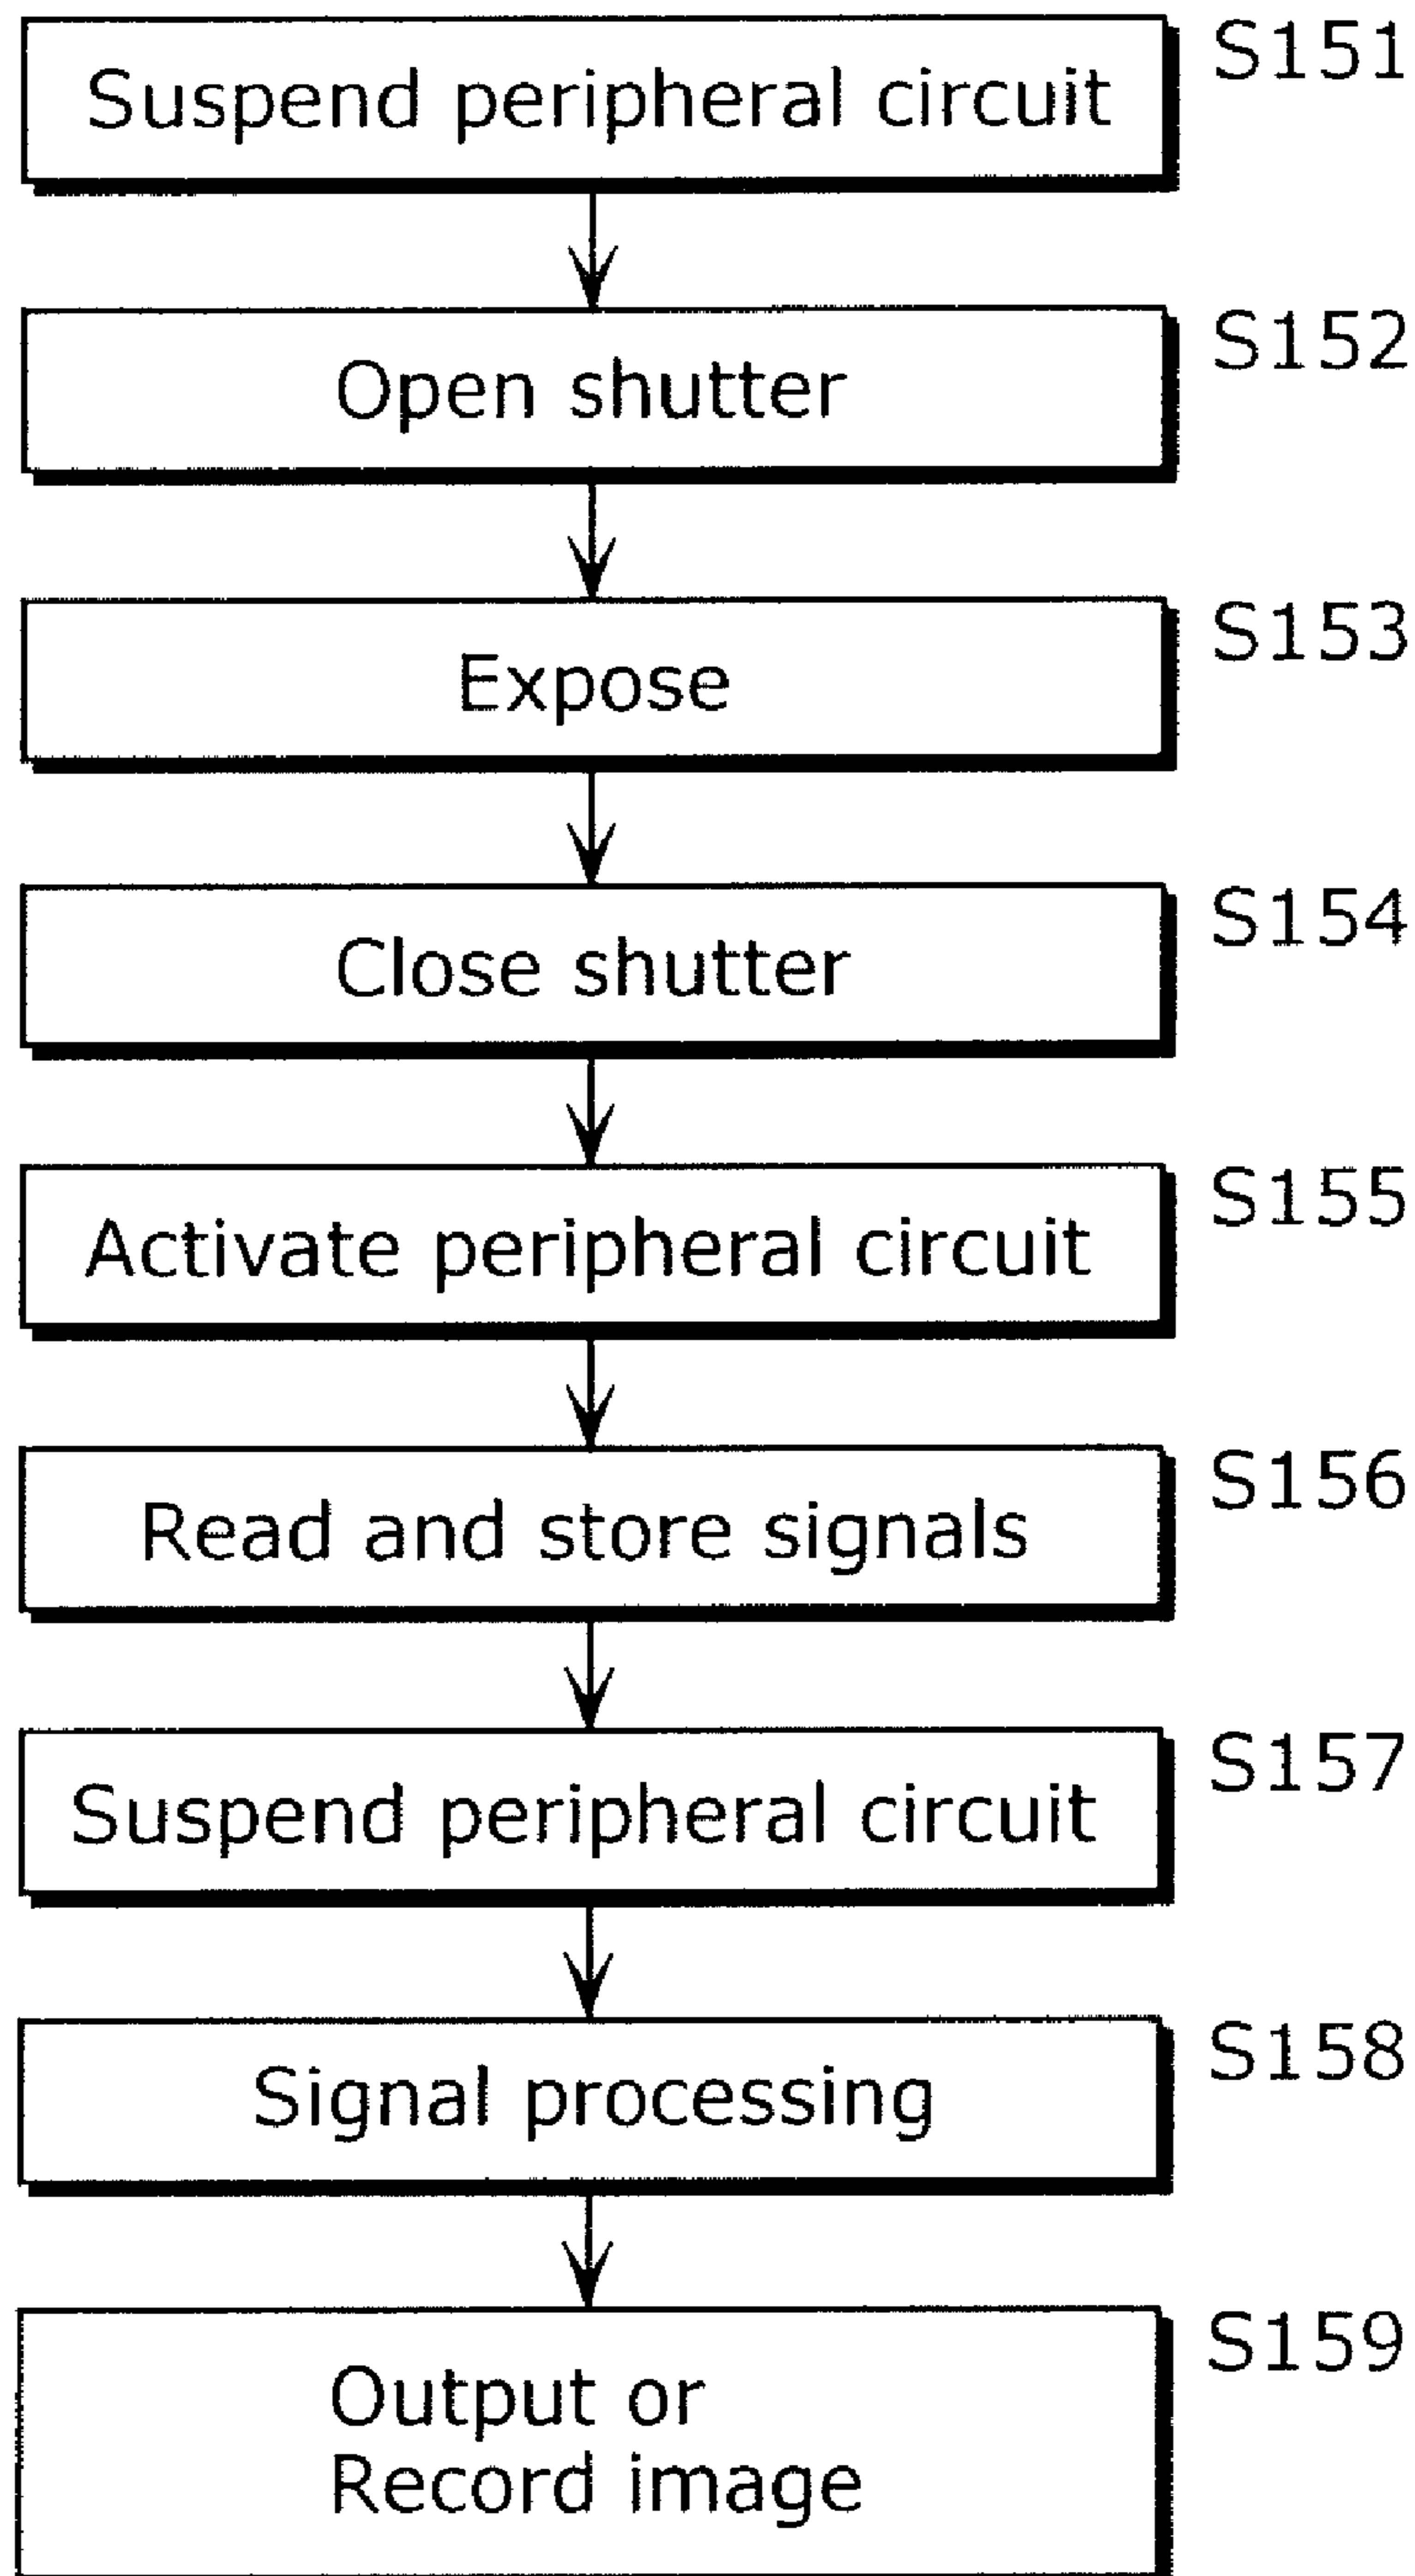 Suspend peripheral circuit S151
Open shutter S152
Expose S153
Close shutter S154
Activate peripheral circuit S155
Read and store signals S156
Suspend peripheral circuit S157
Signal processing S158
Output or S159
Record image